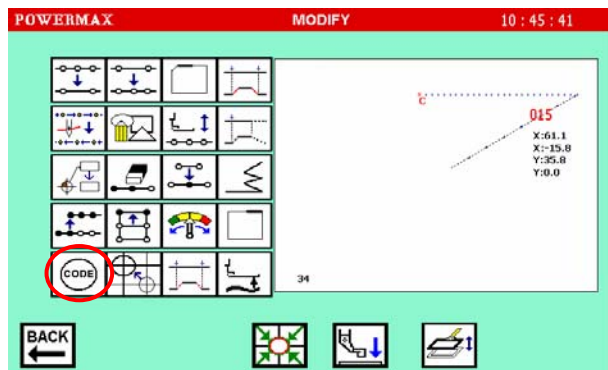 POWERMAX MODIFY 10 : 45 : 41
C
015
X:61.1
X:-15.8
Y:35.8
Y:0.0
CODE
34
BACK